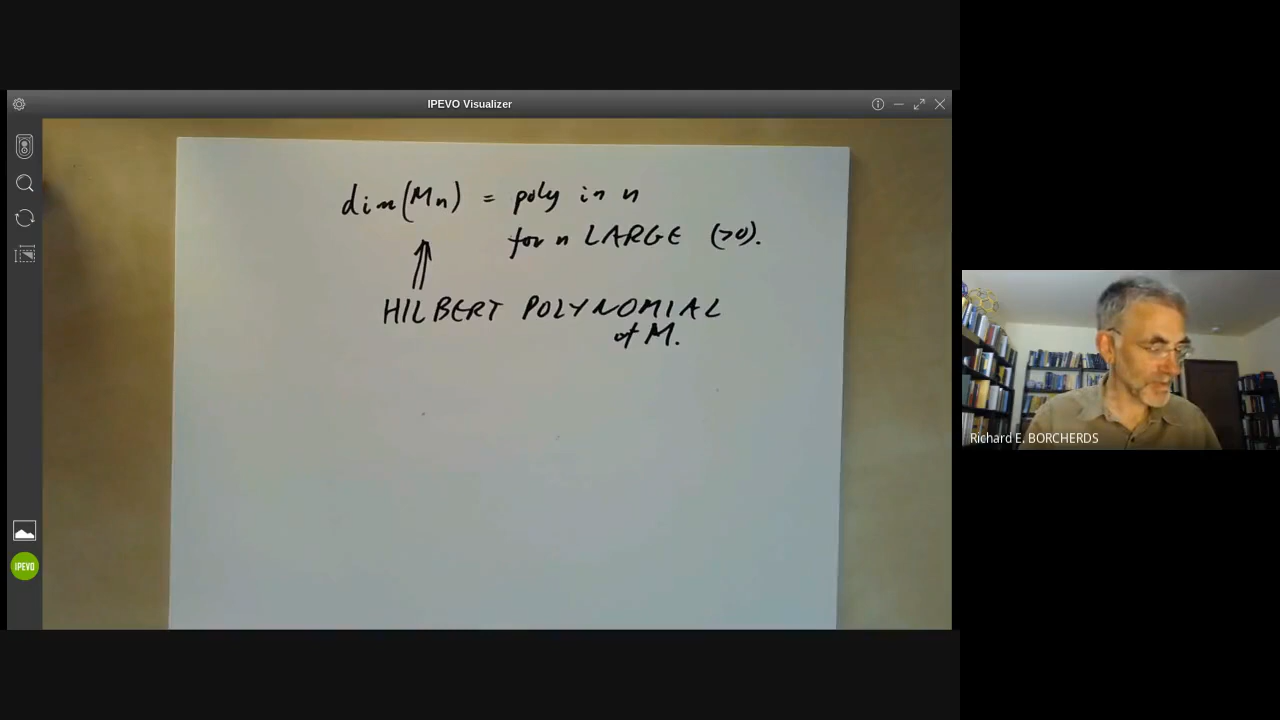 IPEVO Visualizer
dim(Mn) = poly in n
for n LARGE (>0).
HILBERT POLYNOMIAL
of M.
IPEVO
Richard E. BORCHERDS